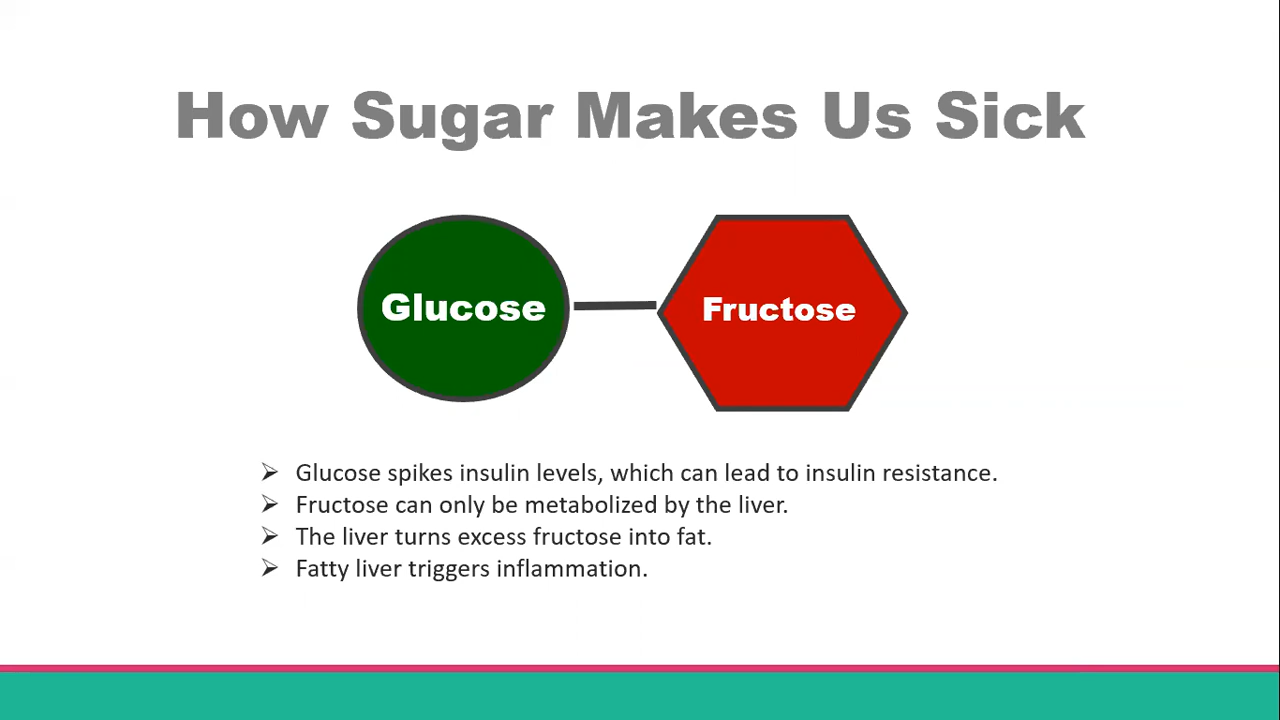 How Sugar Makes Us Sick
Glucose
Fructose
➢ Glucose spikes insulin levels, which can lead to insulin resistance.
➢ Fructose can only be metabolized by the liver.
➢ The liver turns excess fructose into fat.
➢ Fatty liver triggers inflammation.